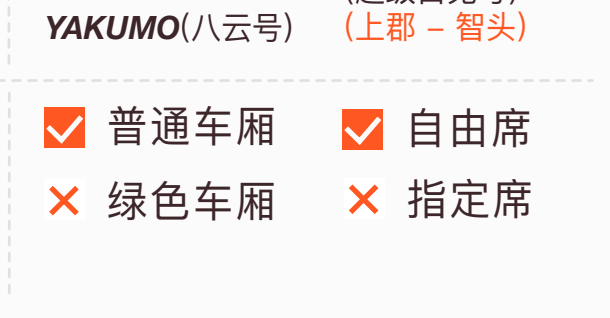 YAKUMO(八云号)
(上郡 – 智头)
普通车厢
自由席
绿色车厢
指定席